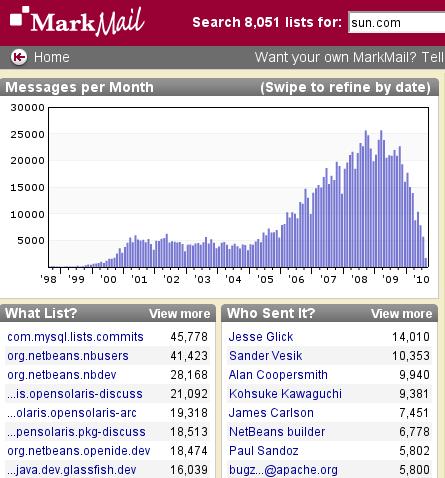 MarkMail Search 8,051 lists for: sun.com
Home Want your own MarkMail? Tell
Messages per Month (Swipe to refine by date)
30000
25000
20000
15000
10000
5000
'98 '99 '00 '01 '02 '03 '04 '05 '06 '07 '08 '09 '10
What List? View more
com.mysql.lists.commits 45,778
org.netbeans.nbusers 41,423
org.netbeans.nbdev 28,168
...is.opensolaris-discuss 21,092
...olaris.opensolaris-arc 19,318
...pensolaris.pkg-discuss 18,513
org.netbeans.openide.dev 18,474
...java.dev.glassfish.dev 16,039
Who Sent It? View more
Jesse Glick 14,010
Sander Vesik 10,353
Alan Coopersmith 9,940
Kohsuke Kawaguchi 9,381
James Carlson 7,451
NetBeans builder 6,778
Paul Sandoz 5,802
bugz...@apache.org 5,800